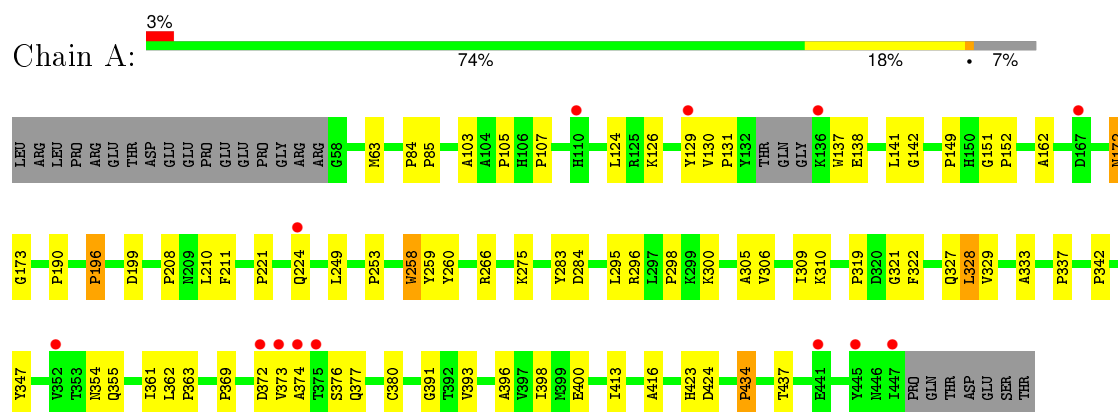 3%
Chain A:
74% 18% • 7%
LEU ARG LEU PRO ARG GLU THR ASP GLU GLU PRO GLU GLU PRO GLY ARG ARG G58 M63 P84 P85 A103 A104 P105 H106 P107 H110 L124 R125 K126 Y129 V130 P131 Y132 THR GLN GLY K136 W137 E138 L141 G142 P149 H150 G151 P152 A162 D167 N172
G173 P190 P196 D199 P208 N209 L210 F211 P221 Q224 L249 P253 W258 Y259 Y260 R266 K275 Y283 D284 L295 R296 L297 P298 K299 K300 A305 V306 I309 K310 P319 D320 G321 F322 Q327 L328 V329 A333 P337 P342
Y347 V352 T353 N354 Q355 I361 L362 P363 P369 D372 V373 A374 T375 S376 Q377 C380 G391 T392 V393 A396 V397 I398 M399 E400 I413 A416 H423 D424 P434 T437 E441 Y445 N446 I447 PRO GLN THR ASP GLU SER THR